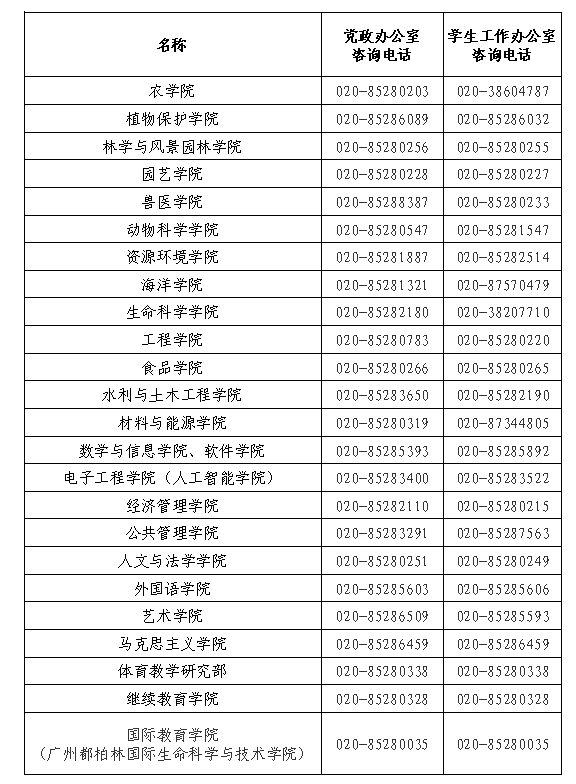 名称 党政办公室 学生工作办公室
咨询电话 咨询电话
农学院 020-85280203 020-38604787
植物保护学院 020-85286089 020-85286032
林学与风景园林学院 020-85280256 020-85280255
园艺学院 020-85280228 020-85280227
兽医学院 020-85288387 020-85280233
动物科学学院 020-85280547 020-85281547
资源环境学院 020-85281887 020-85282514
海洋学院 020-85281321 020-87570479
生命科学学院 020-85282180 020-38207710
工程学院 020-85280783 020-85280220
食品学院 020-85280266 020-85280265
水利与土木工程学院 020-85283650 020-85282190
材料与能源学院 020-85280319 020-87344805
数学与信息学院、软件学院 020-85285393 020-85285892
电子工程学院（人工智能学院） 020-85283400 020-85283522
经济管理学院 020-85282110 020-85280215
公共管理学院 020-85283291 020-85287563
人文与法学学院 020-85280251 020-85280249
外国语学院 020-85285603 020-85285606
艺术学院 020-85286509 020-85285593
马克思主义学院 020-85286459 020-85286459
体育教学研究部 020-85280338 020-85280338
继续教育学院 020-85280328 020-85280328
国际教育学院
（广州都柏林国际生命科学与技术学院） 020-85280035 020-85280035